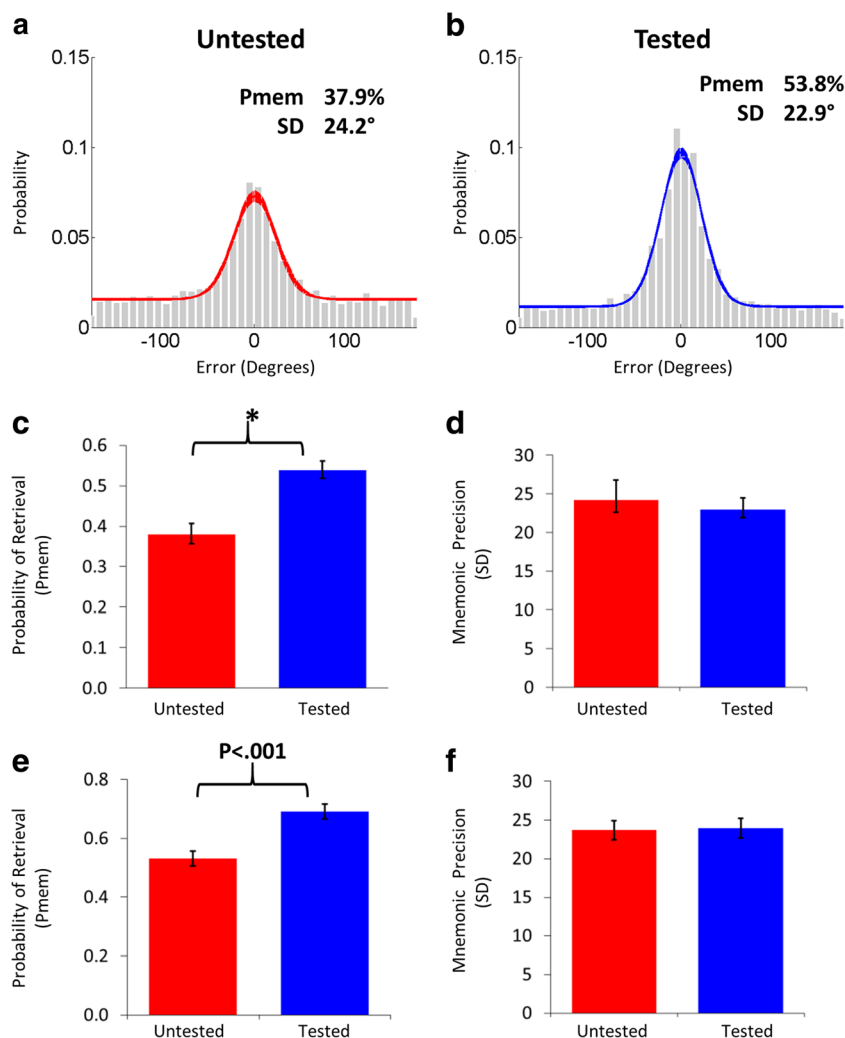 a
Untested
0.15
Pmem 37.9%
SD 24.2°
0.1
0.05
0
Probability
-100 0 100
Error (Degrees)
b
Tested
0.15
Pmem 53.8%
SD 22.9°
0.1
0.05
0
Probability
-100 0 100
Error (Degrees)
c
*
0.6
0.5
0.4
0.3
0.2
0.1
0.0
Probability of Retrieval
(Pmem)
Untested Tested
d
30
25
20
15
10
5
0
Mnemonic Precision
(SD)
Untested Tested
e
P<.001
0.8
0.6
0.4
0.2
0.0
Probability of Retrieval
(Pmem)
Untested Tested
f
30
25
20
15
10
5
0
Mnemonic Precision
(SD)
Untested Tested